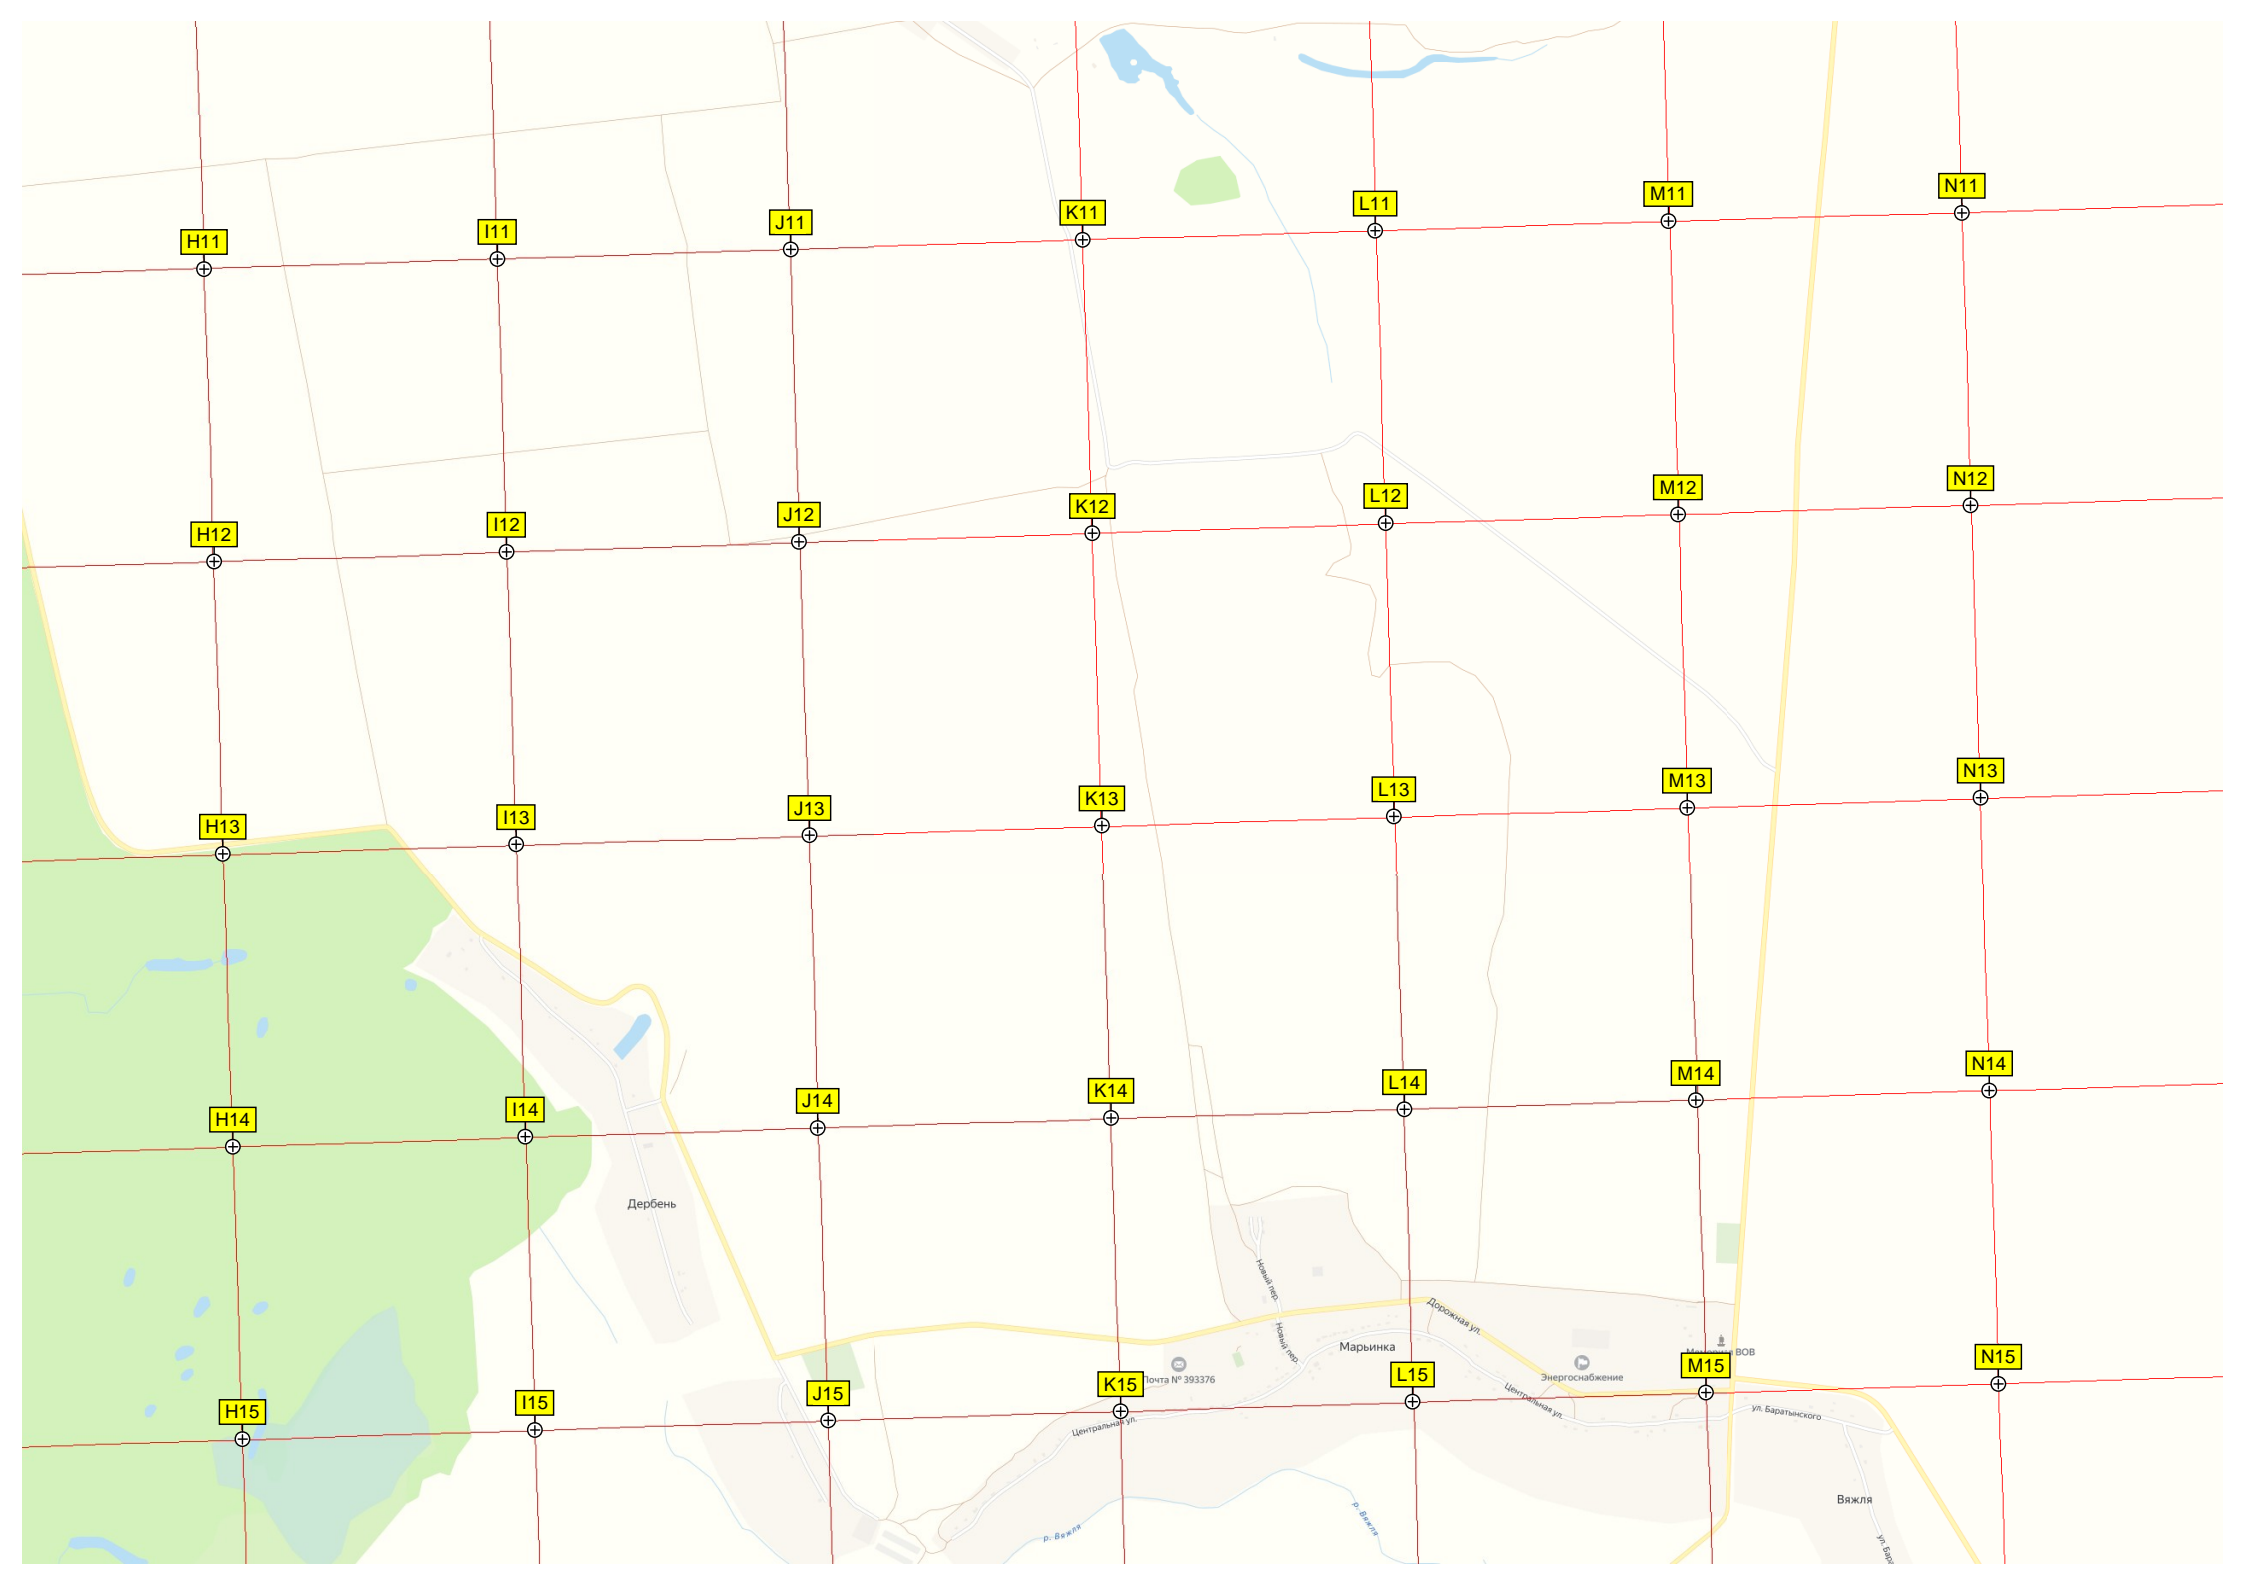 H11
I11
J11
K11
L11
M11
N11
H12
I12
J12
K12
L12
M12
N12
H13
I13
J13
K13
L13
M13
N13
H14
I14
J14
K14
L14
M14
N14
Дербень
Новый пер.
Дорожная ул.
Новый пер.
Марьинка
ВОВ
Почта № 393376
Энергоснабжение
H15
I15
J15
K15
L15
M15
N15
Центральная ул.
Центральная ул.
ул. Баратынского
Вяжля
р. Вяжля
р. Вяжля
ул.